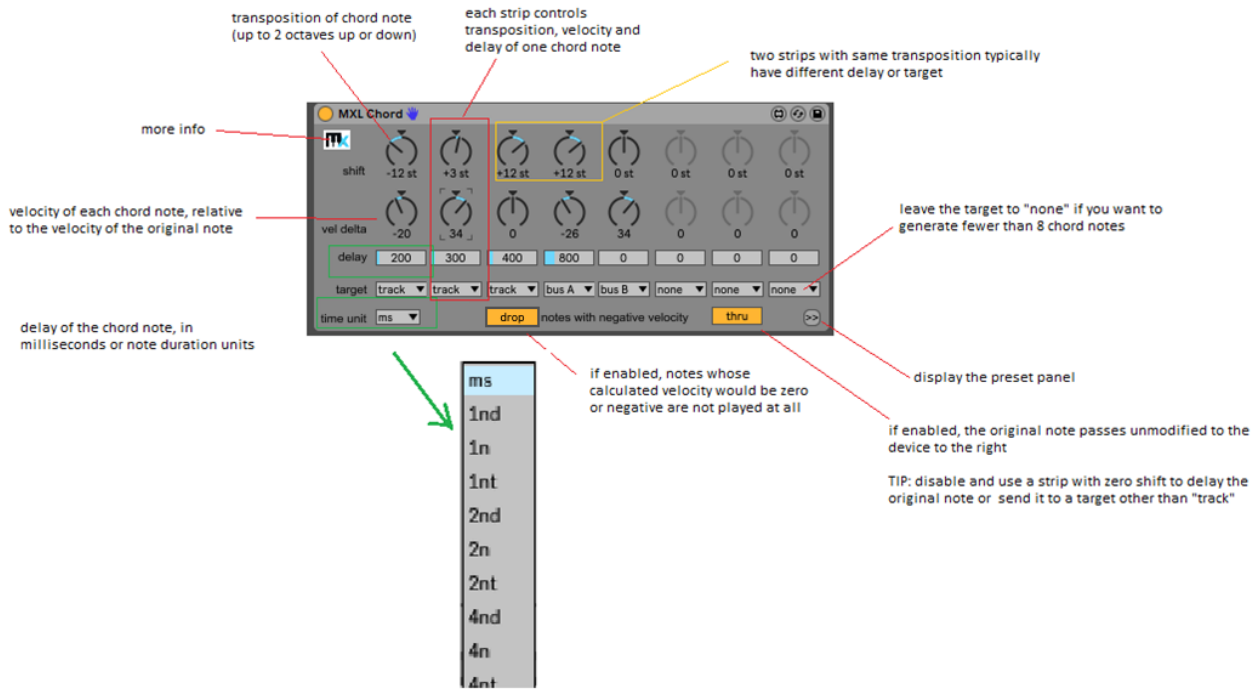 transposition of chord note
(up to 2 octaves up or down)
each strip controls
transposition, velocity and
delay of one chord note
two strips with same transposition typically
have different delay or target
more info
MXL Chord
mx
shift
-12 st +3 st +12 st +12 st 0 st 0 st 0 st 0 st
velocity of each chord note, relative
to the velocity of the original note
vel delta
-20 34 0 -26 34 0 0 0
leave the target to "none" if you want to
generate fewer than 8 chord notes
delay 200 300 400 800 0 0 0 0
target track track track bus A bus B none none none
time unit ms drop notes with negative velocity thru >>
delay of the chord note, in
milliseconds or note duration units
if enabled, notes whose
calculated velocity would be zero
or negative are not played at all
display the preset panel
if enabled, the original note passes unmodified to the
device to the right
TIP: disable and use a strip with zero shift to delay the
original note or send it to a target other than "track"
ms
1nd
1n
1nt
2nd
2n
2nt
4nd
4n
4nt